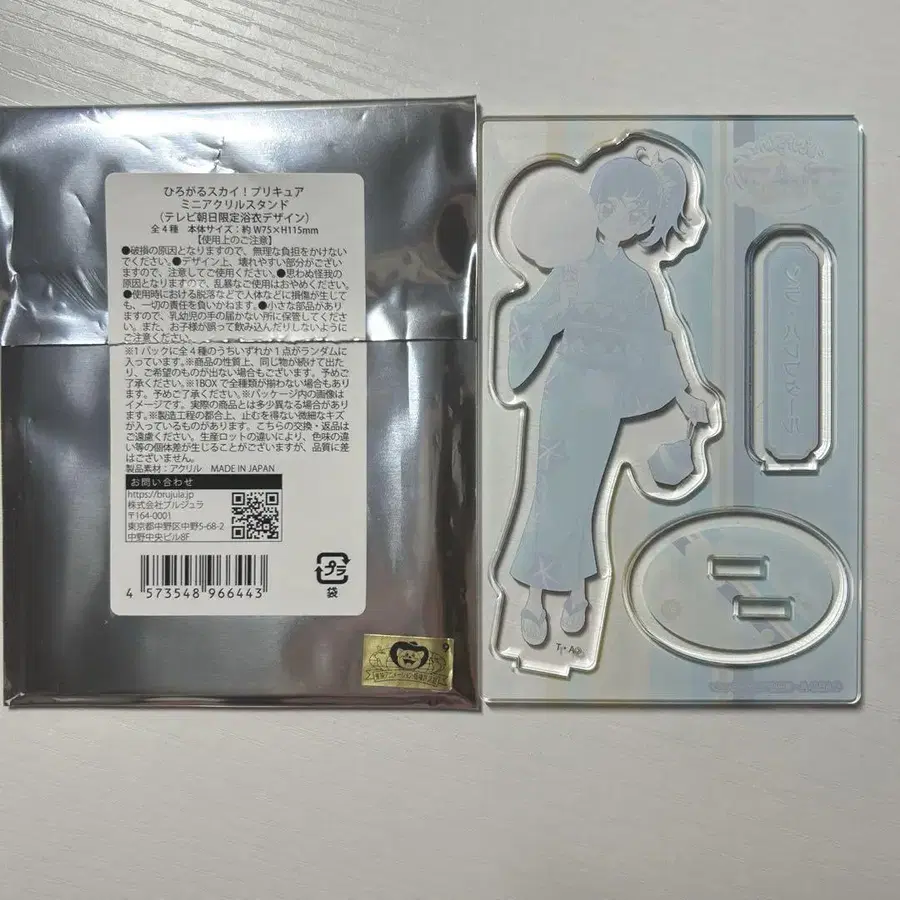 ひろがるスカイ！プリキュア
ミニアクリルスタンド
（テレビ朝日限定浴衣デザイン）
全4種　本体サイズ：約 W75×H115mm
【使用上のご注意】
●破損の原因となりますので、無理な負担をかけない
でください。●デザイン上、壊れやすい部分がござい
ますので、注意してご使用ください。●思わぬ怪我の
原因となりますので、乱暴なご使用はおやめください。
●使用時における脱落などで人体などに損傷が生して
も、一切の責任を負いかねます。●小さな部品があり
ますので、乳幼児の手の届かない所に保管してくださ
い。また、お子様が誤って飲み込んだりしないように
ご注意ください。
※1パックに全4種のうちいずれか1点がランダムに
入っています。※商品の性質上、同じ物が続けて出た
り、ご希望のものが出ない場合もございます。予めご
了承ください。※1BOXで全種類が揃わない場合もあり
ます。予めご了承ください。※パッケージ内の画像は
イメージです。実際の商品とは多少異なる場合があり
ます。※製造工程の都合上、止むを得ない微細なキズ
が入っているものがあります。こちらの交換・返品は
ご遠慮ください。生産ロットの違いにより、色味の違
い等の個体差が生じることがございますが、品質に差
はございません。
製品素材：アクリル　MADE IN JAPAN
お問い合わせ
https://brujula.jp
株式会社ブルジュラ
〒164-0001
東京都中野区中野5-68-2
中野中央ビル8F
4 573548 966443
プラ
袋
9